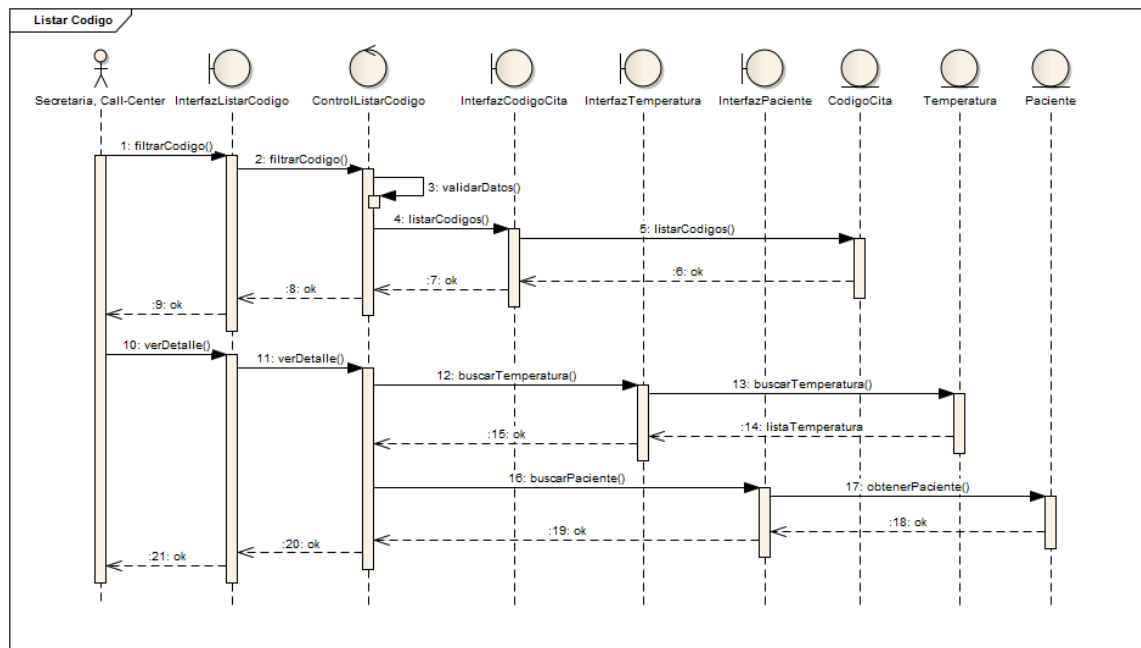 Listar Codigo
Secretaria, Call-Center
InterfazListarCodigo
ControlListarCodigo
InterfazCodigoCita
InterfazTemperatura
InterfazPaciente
CodigoCita
Temperatura
Paciente
1: filtrarCodigo()
2: filtrarCodigo()
3: validarDatos()
4: listarCodigos()
5: listarCodigos()
:6: ok
:7: ok
:8: ok
:9: ok
10: verDetalle()
11: verDetalle()
12: buscarTemperatura()
13: buscarTemperatura()
:14: listaTemperatura
:15: ok
16: buscarPaciente()
17: obtenerPaciente()
:18: ok
:19: ok
:20: ok
:21: ok